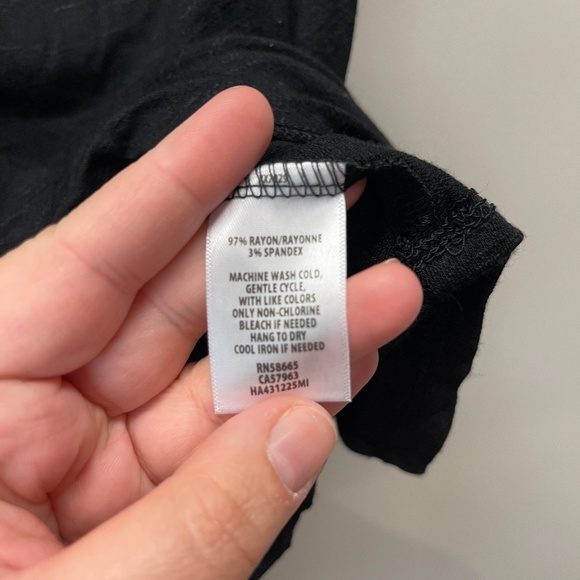 97% RAYON/RAYONNE
3% SPANDEX
MACHINE WASH COLD,
GENTLE CYCLE,
WITH LIKE COLORS
ONLY NON-CHLORINE
BLEACH IF NEEDED
HANG TO DRY
COOL IRON IF NEEDED
RN58665
CA57963
HA431225MI